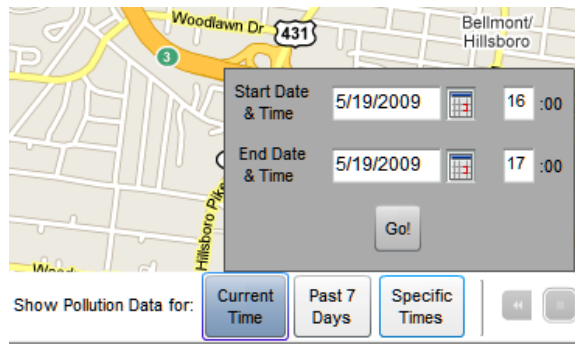 Woodlawn Dr
431
Bellmont/
Hillsboro
3
Start Date
& Time
5/19/2009
16 :00
End Date
& Time
5/19/2009
17 :00
Hillsboro Pike
Go!
Show Pollution Data for:
Current
Time
Past 7
Days
Specific
Times